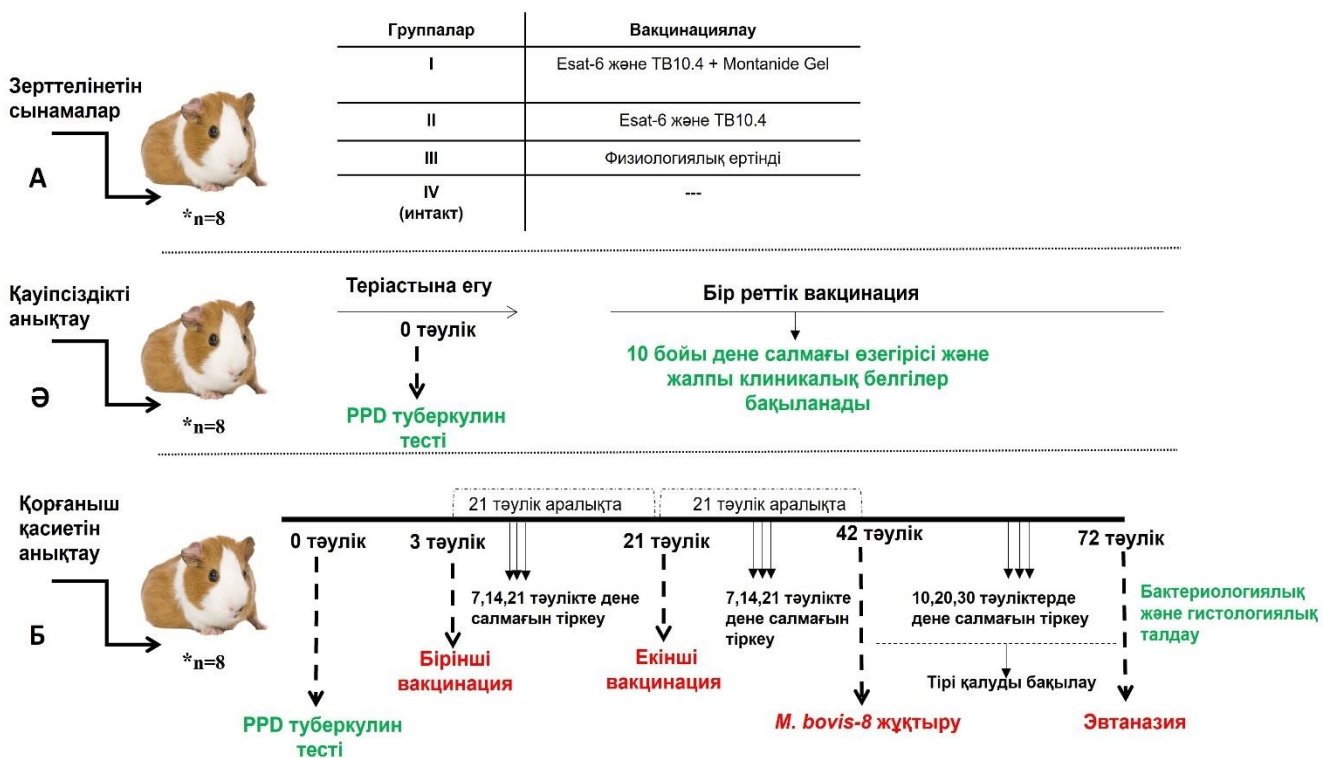 Группалар
Вакцинациялау
I
Esat-6 және TB10.4 + Montanide Gel
II
Esat-6 және TB10.4
III
Физиологиялық ертінді
IV
(интакт)
---
Зерттелінетін
сынамалар
А
*n=8
Қауіпсіздікті
анықтау
Ә
*n=8
Теріастына егу
0 тәулік
PPD туберкулин
тесті
Бір реттік вакцинация
10 бойы дене салмағы өзегірісі және
жалпы клиникалық белгілер
бақыланады
Қорғаныш
қасиетін
анықтау
Б
*n=8
21 тәулік аралықта
21 тәулік аралықта
0 тәулік
3 тәулік
21 тәулік
42 тәулік
72 тәулік
7,14,21 тәулікте дене
салмағын тіркеу
7,14,21 тәулікте
дене салмағын
тіркеу
10,20,30 тәуліктерде
дене салмағын тіркеу
Бактериологиялық
және гистологиялық
талдау
Бірінші
вакцинация
Екінші
вакцинация
Тірі қалуды бақылау
PPD туберкулин
тесті
M. bovis-8 жұқтыру
Эвтаназия